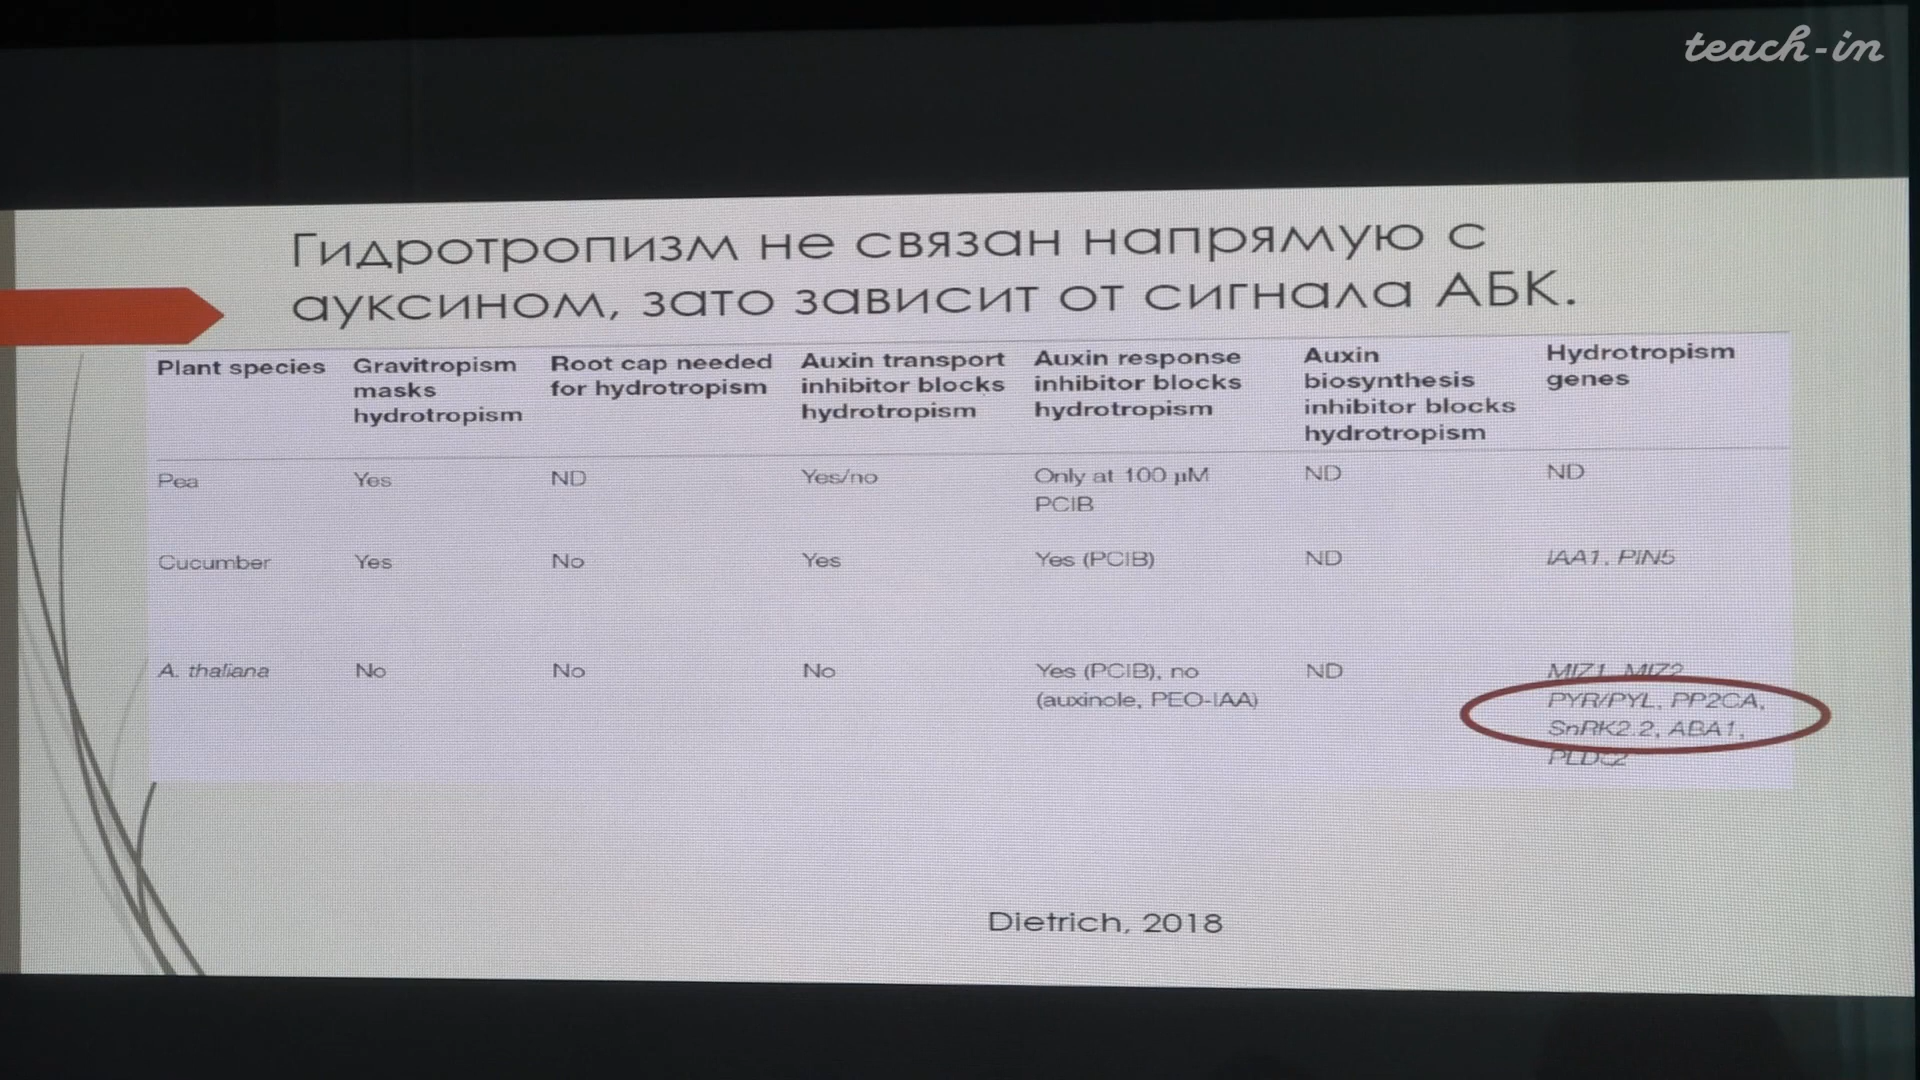 teach-in
Гидротропизм не связан напрямую с
ауксином, зато зависит от сигнала АБК.
Plant species
Gravitropism
masks
hydrotropism
Root cap needed
for hydrotropism
Auxin transport
inhibitor blocks
hydrotropism
Auxin response
inhibitor blocks
hydrotropism
Auxin
biosynthesis
inhibitor blocks
hydrotropism
Hydrotropism
genes
Pea
Yes
ND
Yes/no
Only at 100 µM
PCIB
ND
ND
Cucumber
Yes
No
Yes
Yes (PCIB)
ND
IAA1, PIN5
A. thaliana
No
No
No
Yes (PCIB), no
(auxinole, PEO-IAA)
ND
MIZ1, MIZ2
PYR/PYL, PP2CA,
SnRK2.2, ABA1,
Dietrich, 2018